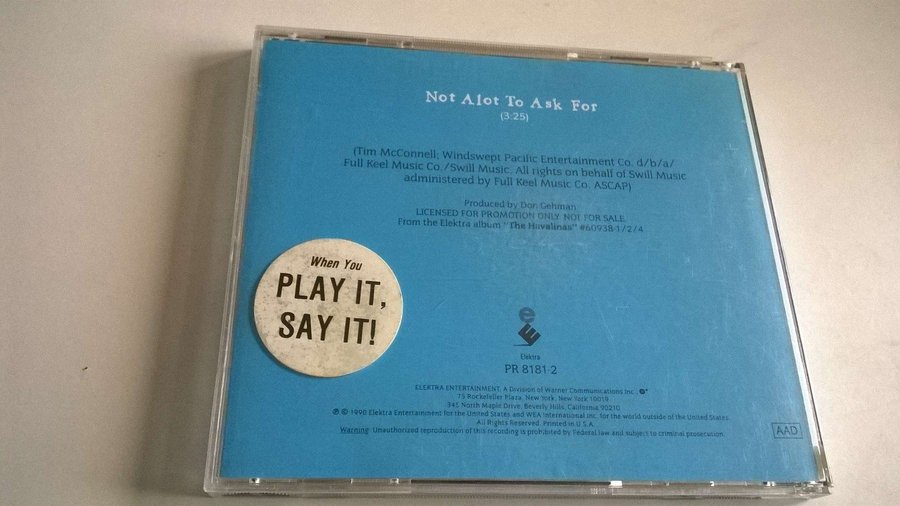 Not Alot To Ask For
(3:25)
(Tim McConnell; Windswept Pacific Entertainment Co. d/b/a/
Full Keel Music Co./Swill Music. All rights on behalf of Swill Music
administered by Full Keel Music Co. ASCAP)
Produced by Don Gehman
LICENSED FOR PROMOTION ONLY. NOT FOR SALE.
From the Elektra album "The Havalinas" #60938-1/2/4
When You
PLAY IT,
SAY IT!
Elektra
PR 8181-2
ELEKTRA ENTERTAINMENT, A Division of Warner Communications Inc.,
75 Rockefeller Plaza, New York, New York 10019
345 North Maple Drive, Beverly Hills, California 90210
℗ © 1990 Elektra Entertainment for the United States and WEA International Inc. for the world outside of the United States.
All Rights Reserved. Printed in U.S.A.
Warning: Unauthorized reproduction of this recording is prohibited by Federal law and subject to criminal prosecution.
AAD